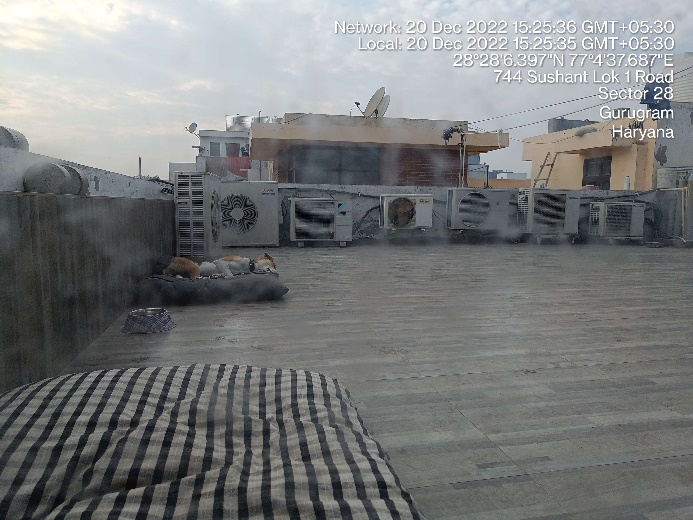 Network: 20 Dec 2022 15:25:36 GMT+05:30
Local: 20 Dec 2022 15:25:35 GMT+05:30
28°28'6.397"N 77°4'37.687"E
744 Sushant Lok 1 Road
Sector 28
Gurugram
Haryana